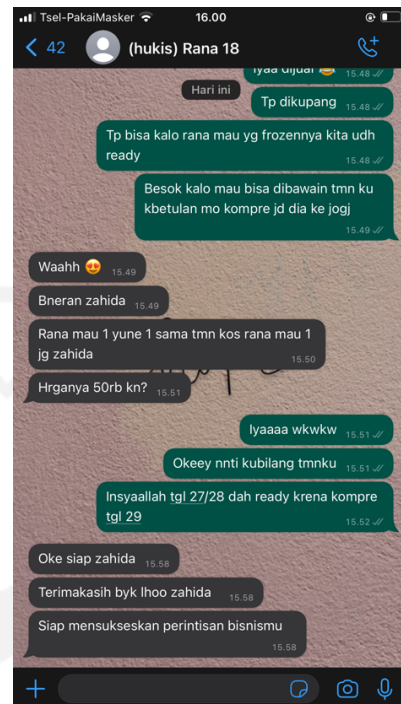 Tsel-PakaiMasker
16.00
42
(hukis) Rana 18
Iyaa dijual 😂 15.48
Hari ini
Tp dikupang 15.48
Tp bisa kalo rana mau yg frozennya kita udh
ready 15.48
Besok kalo mau bisa dibawain tmn ku
kbetulan mo kompre jd dia ke jogj
15.49
Waahh 😍 15.49
Bneran zahida 15.49
Rana mau 1 yune 1 sama tmn kos rana mau 1
jg zahida 15.50
Hrganya 50rb kn? 15.51
Iyaaaa wkwkw 15.51
Okeey nnti kubilang tmnku 15.51
Insyaallah tgl 27/28 dah ready krena kompre
tgl 29 15.52
Oke siap zahida 15.58
Terimakasih byk lhoo zahida 15.58
Siap mensukseskan perintisan bisnismu
15.58